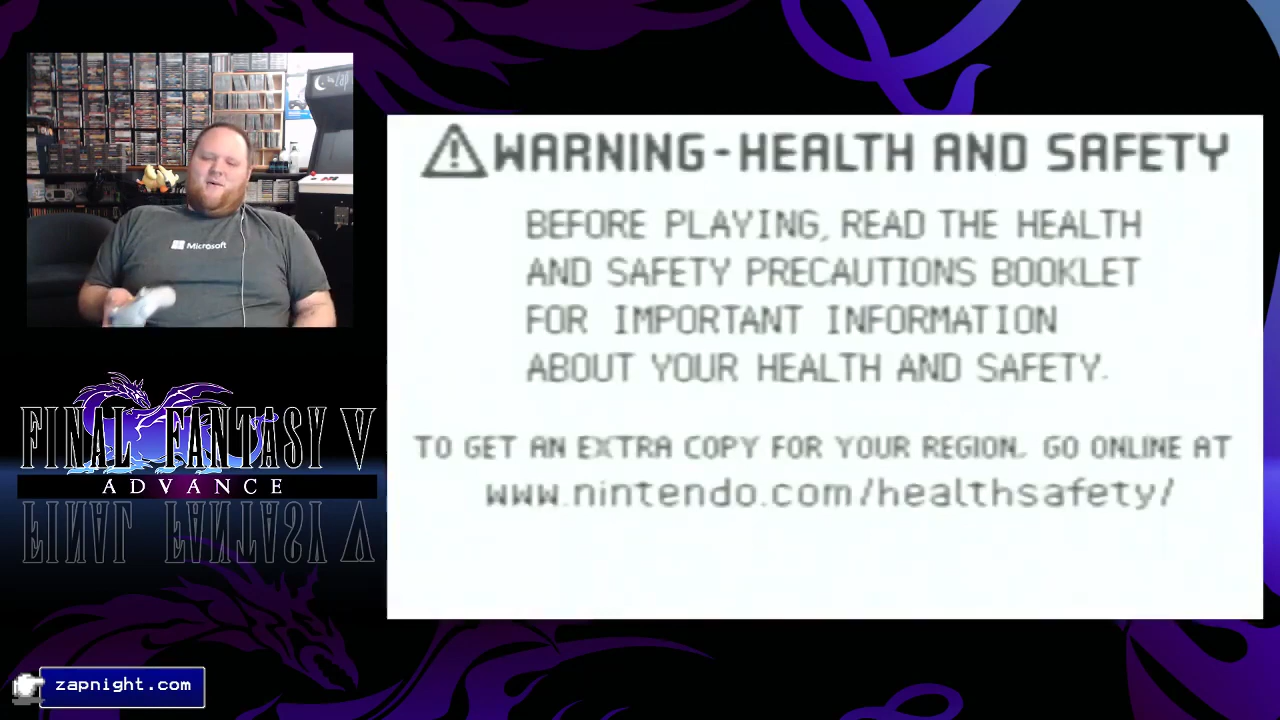 Microsoft
WARNING-HEALTH AND SAFETY
BEFORE PLAYING, READ THE HEALTH
AND SAFETY PRECAUTIONS BOOKLET
FOR IMPORTANT INFORMATION
ABOUT YOUR HEALTH AND SAFETY.
TO GET AN EXTRA COPY FOR YOUR REGION, GO ONLINE AT
www.nintendo.com/healthsafety/
FINAL FANTASY V
ADVANCE
zapnight.com